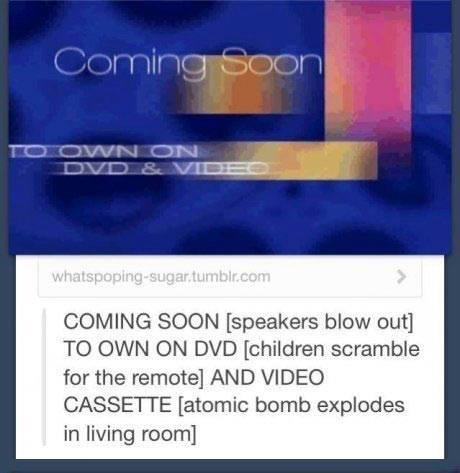 Coming Soon
TO OWN ON
DVD & VIDEO
whatspoping-sugar.tumblr.com
COMING SOON [speakers blow out]
TO OWN ON DVD [children scramble
for the remote] AND VIDEO
CASSETTE [atomic bomb explodes
in living room]